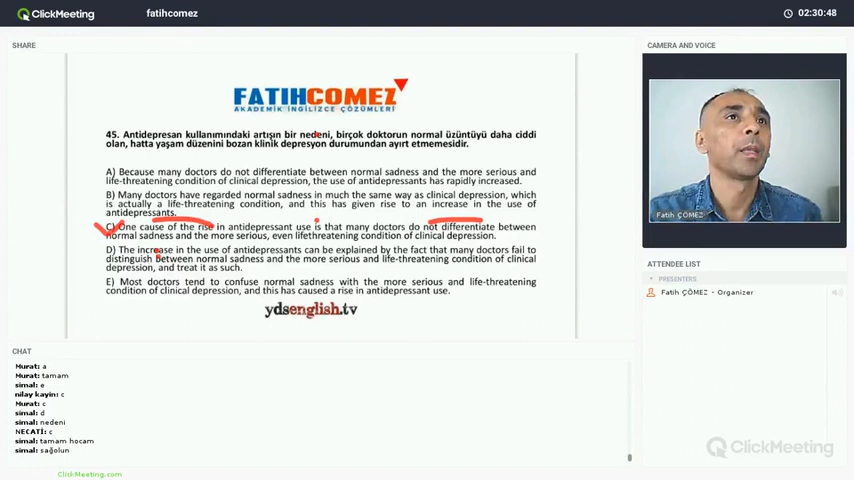 ClickMeeting
fatihcomez
02:30:48
SHARE
CAMERA AND VOICE
FATIHCOMEZ
AKADEMİK İNGİLİZCE ÇÖZÜMLERİ
45. Antidepresan kullanımındaki artışın bir nedeni, birçok doktorun normal üzüntüyü daha ciddi
olan, hatta yaşam düzenini bozan klinik depresyon durumundan ayırt etmemesidir.
A) Because many doctors do not differentiate between normal sadness and the more serious and
life-threatening condition of clinical depression, the use of antidepressants has rapidly increased.
B) Many doctors have regarded normal sadness in much the same way as clinical depression, which
is actually a life-threatening condition, and this has given rise to an increase in the use of
antidepressants.
C) One cause of the rise in antidepressant use is that many doctors do not differentiate between
normal sadness and the more serious, even lifethreatening condition of clinical depression.
D) The increase in the use of antidepressants can be explained by the fact that many doctors fail to
distinguish between normal sadness and the more serious and life-threatening condition of clinical
depression, and treat it as such.
E) Most doctors tend to confuse normal sadness with the more serious and life-threatening
condition of clinical depression, and this has caused a rise in antidepressant use.
ydsenglish.tv
Fatih ÇÖMEZ
ATTENDEE LIST
PRESENTERS
Fatih ÇÖMEZ - Organizer
CHAT
Murat: a
Murat: tamam
simal: e
nilay kayin: c
Murat: c
simal: d
simal: nedeni
NECATİ: c
simal: tamam hocam
simal: sağolun
ClickMeeting
ClickMeeting.com